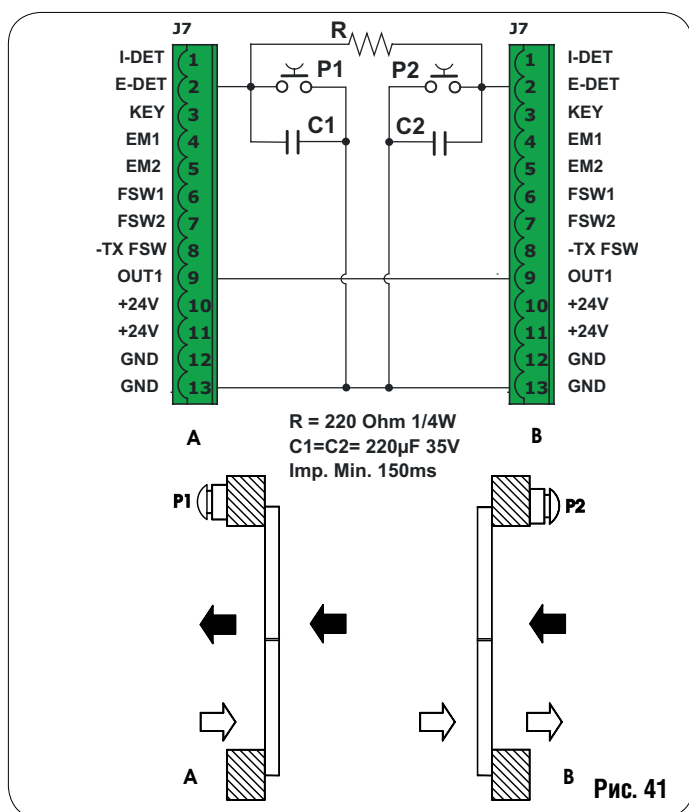 J7 R J7
I-DET 1 1 I-DET
E-DET 2 P1 P2 2 E-DET
KEY 3 3 KEY
EM1 4 C1 C2 4 EM1
EM2 5 5 EM2
FSW1 6 6 FSW1
FSW2 7 7 FSW2
-TX FSW 8 8 -TX FSW
OUT1 9 9 OUT1
+24V 10 10 +24V
+24V 11 11 +24V
GND 12 12 GND
GND 13 13 GND
A B
R = 220 Ohm 1/4W
C1=C2= 220µF 35V
Imp. Min. 150ms
P1 P2
A B
Рис. 41